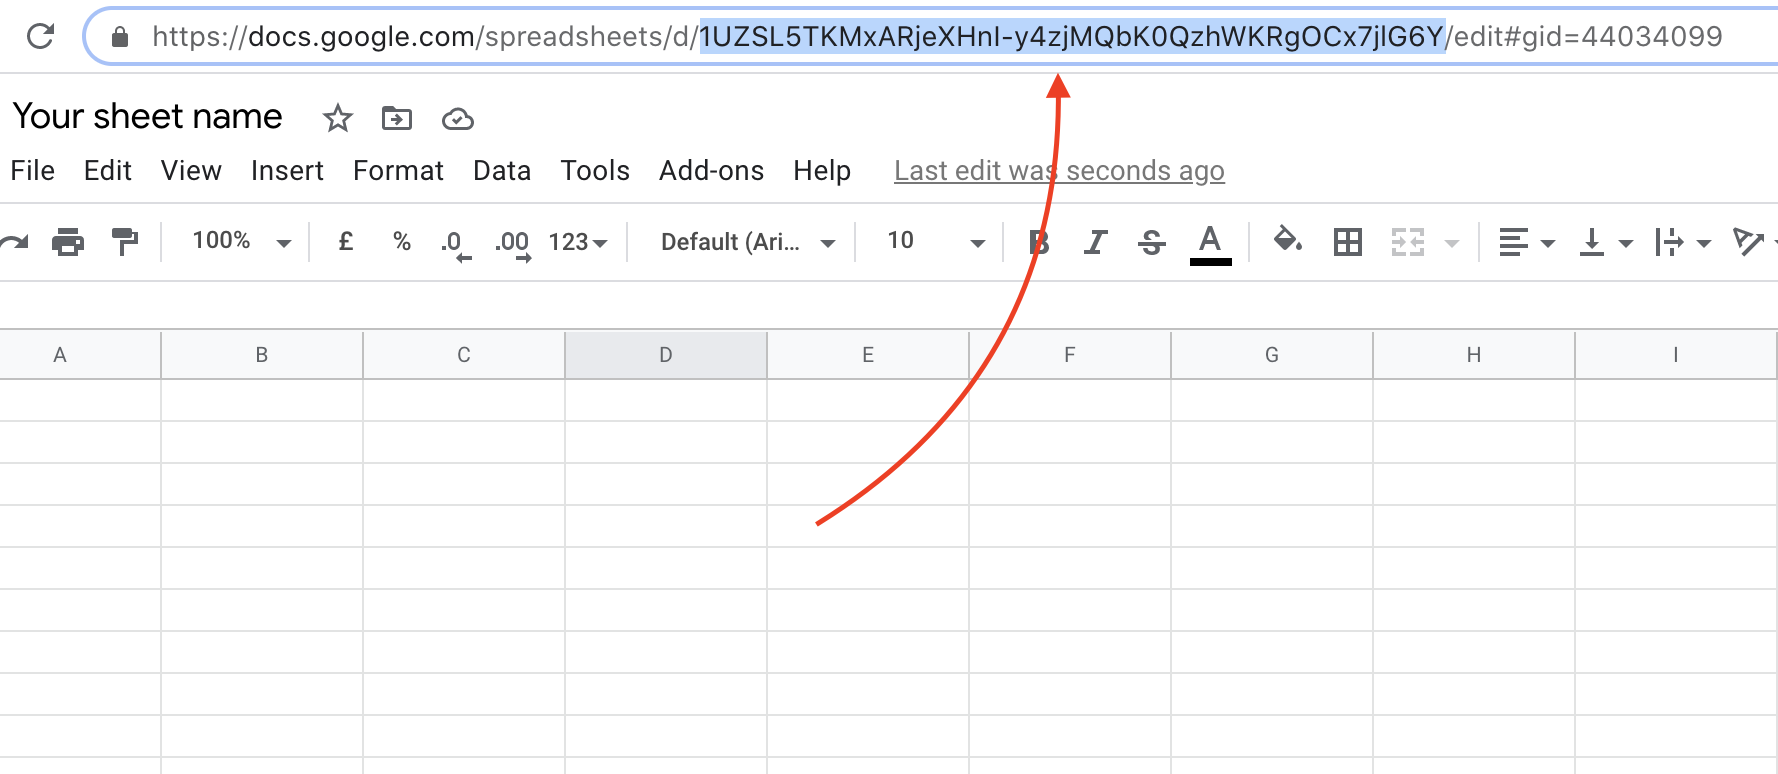 https://docs.google.com/spreadsheets/d/1UZSL5TKMxARjeXHnI-y4zjMQbK0QzhWKRgOCx7jlG6Y/edit#gid=44034099
Your sheet name
File Edit View Insert Format Data Tools Add-ons Help Last edit was seconds ago
100% £ % .0 .00 123 Default (Ari... 10 B I S A
A B C D E F G H I